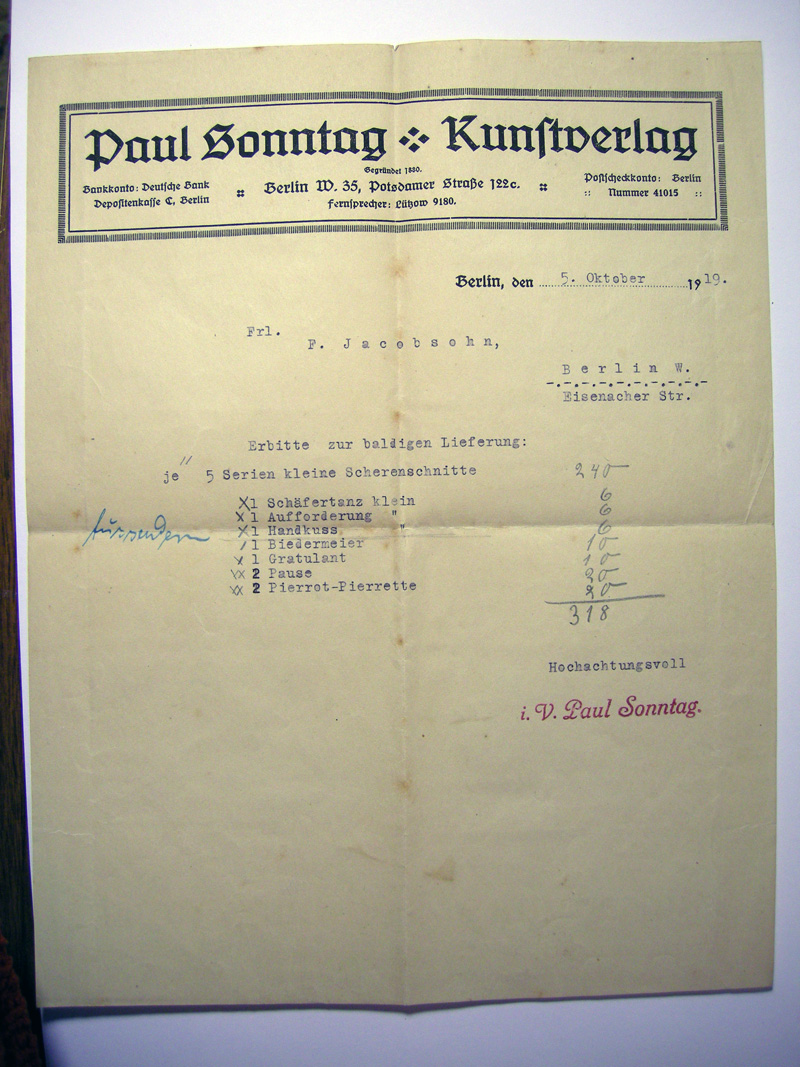 Paul Sonntag Kunstverlag
Gegründet 1880.
Bankkonto: Deutsche Bank
Depositenkasse C, Berlin
Berlin W. 35, Potsdamer Straße 122c.
Fernsprecher: Lützow 9180.
Postscheckkonto: Berlin
:: Nummer 41015 ::
Berlin, den 5. Oktober 1919.
Frl.
F. Jacobsohn,
Berlin W.
-.-.-.-.-.-.-.-.-.-
Eisenacher Str.
Erbitte zur baldigen Lieferung:
je 5 Serien kleine Scherenschnitte 240
X1 Schäfertanz klein 6
X 1 Aufforderung " 6
X1 Handkuss " 6
/1 Biedermeier 10
x 1 Gratulant 10
xx 2 Pause 20
xx 2 Pierrot-Pierrette 20
318
Hochachtungsvoll
i. V. Paul Sonntag.